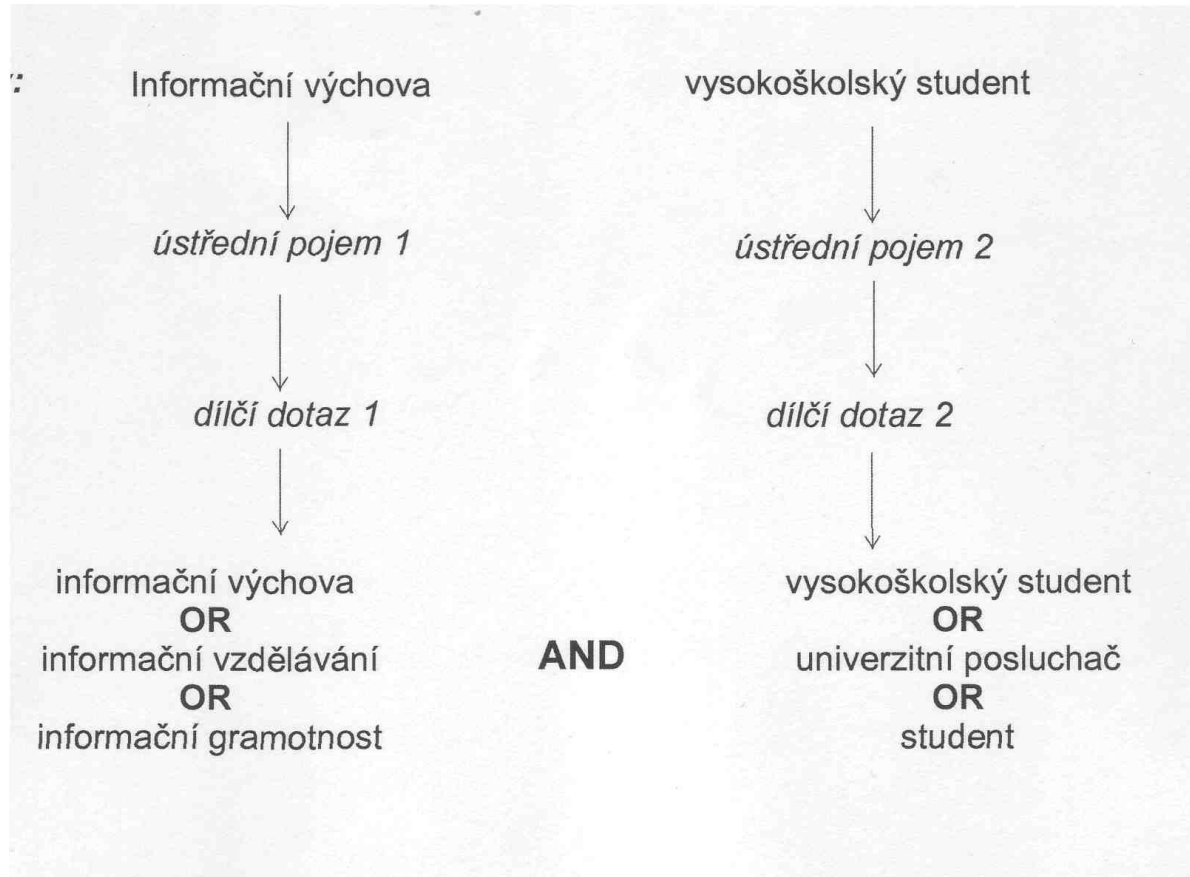 Informační výchova
vysokoškolský student
ústřední pojem 1
ústřední pojem 2
dílčí dotaz 1
dílčí dotaz 2
informační výchova
OR
informační vzdělávání
OR
informační gramotnost
AND
vysokoškolský student
OR
univerzitní posluchač
OR
student